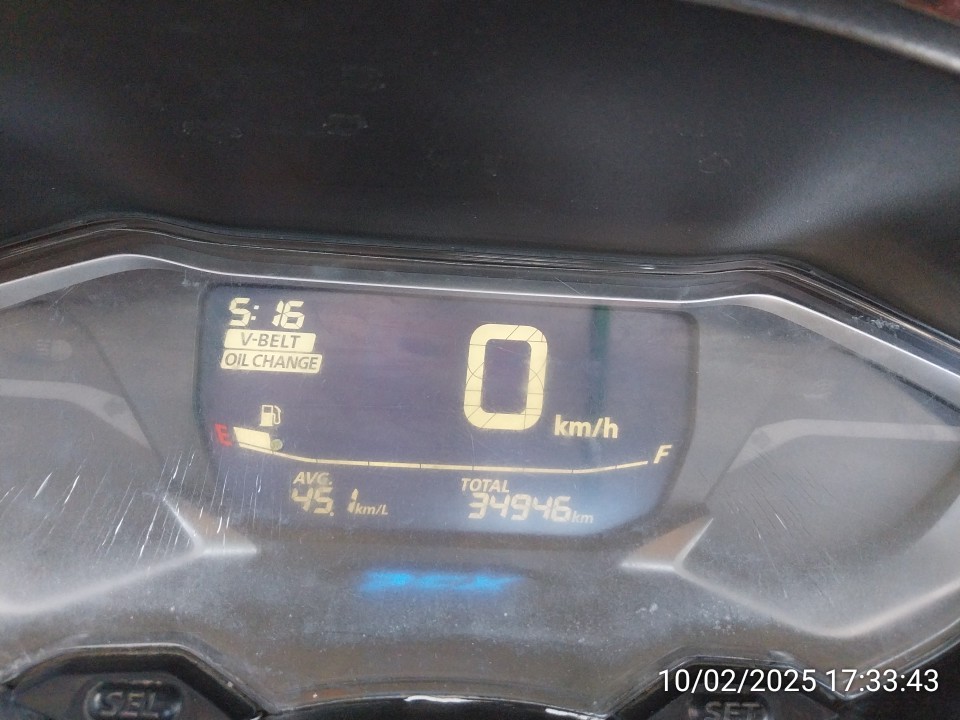 5:16
V-BELT
OIL CHANGE
0 km/h
E
F
AVG.
45.1 km/L
TOTAL
34946 km
PCX
SEL
SET
10/02/2025 17:33:43